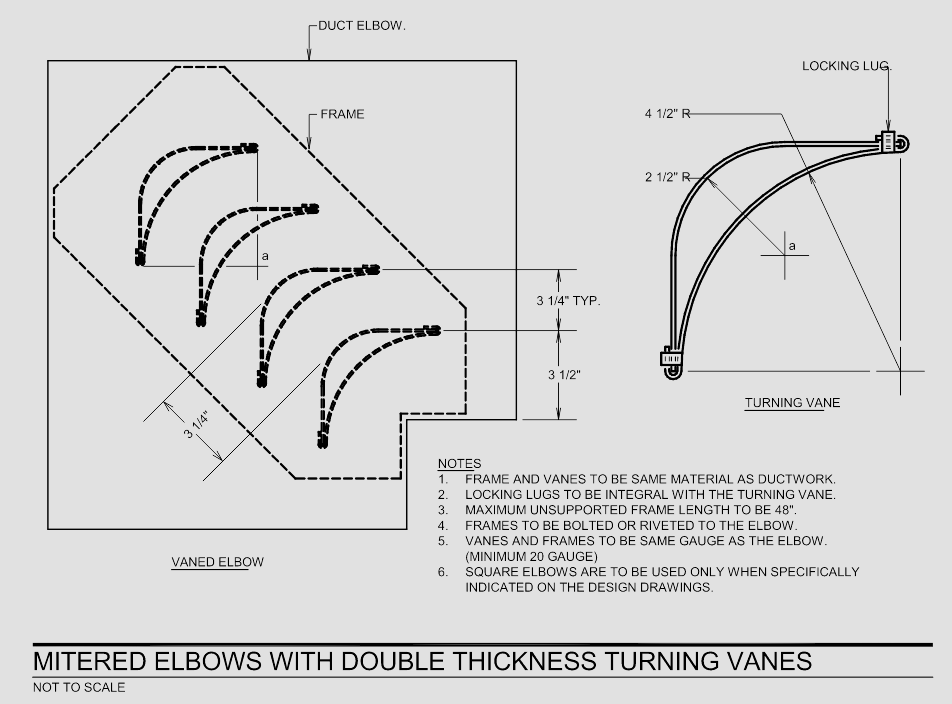 DUCT ELBOW.
FRAME
a
3 1/4" TYP.
3 1/2"
3 1/4"
VANED ELBOW
LOCKING LUG.
4 1/2" R
2 1/2" R
a
TURNING VANE
NOTES
1. FRAME AND VANES TO BE SAME MATERIAL AS DUCTWORK.
2. LOCKING LUGS TO BE INTEGRAL WITH THE TURNING VANE.
3. MAXIMUM UNSUPPORTED FRAME LENGTH TO BE 48".
4. FRAMES TO BE BOLTED OR RIVETED TO THE ELBOW.
5. VANES AND FRAMES TO BE SAME GAUGE AS THE ELBOW.
(MINIMUM 20 GAUGE)
6. SQUARE ELBOWS ARE TO BE USED ONLY WHEN SPECIFICALLY
INDICATED ON THE DESIGN DRAWINGS.
MITERED ELBOWS WITH DOUBLE THICKNESS TURNING VANES
NOT TO SCALE